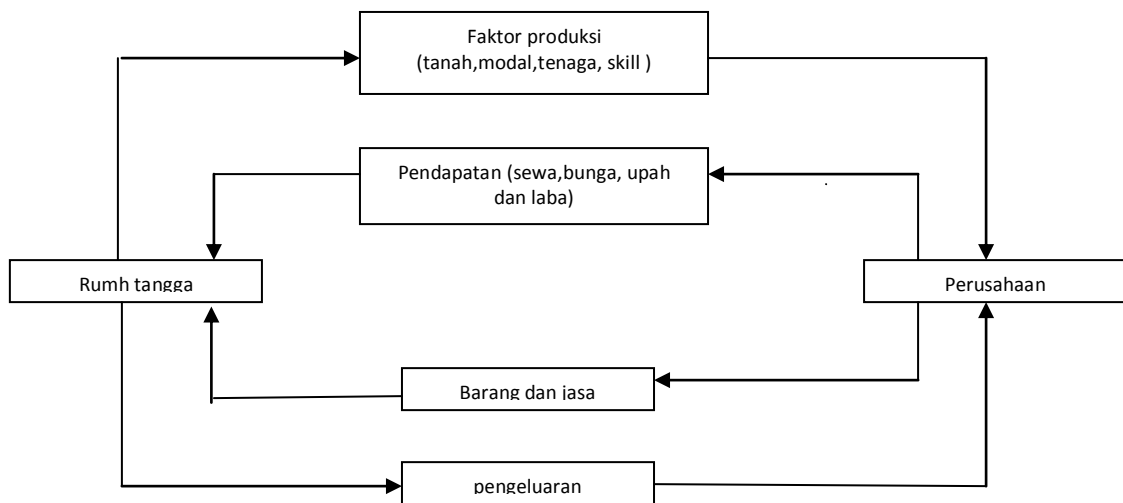 Faktor produksi
(tanah,modal,tenaga, skill )
Pendapatan (sewa,bunga, upah
dan laba)
Rumh tangga
Perusahaan
Barang dan jasa
pengeluaran